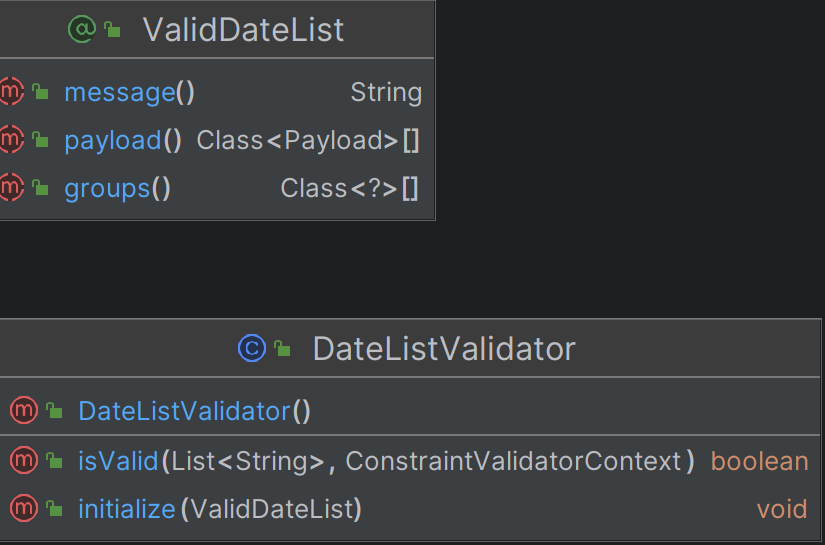 ValidDateList
message() String
payload() Class<Payload>[]
groups() Class<?>[]
DateListValidator
DateListValidator()
isValid(List<String>, ConstraintValidatorContext) boolean
initialize(ValidDateList) void